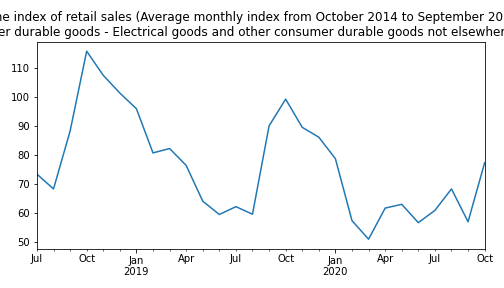 index of retail sales (Average monthly index from October 2014 to September
durable goods - Electrical goods and other consumer durable goods not
110
100
90
80
70
60
50
Jul Oct Jan Apr Jul Oct Jan Apr Jul Oct
2019 2020